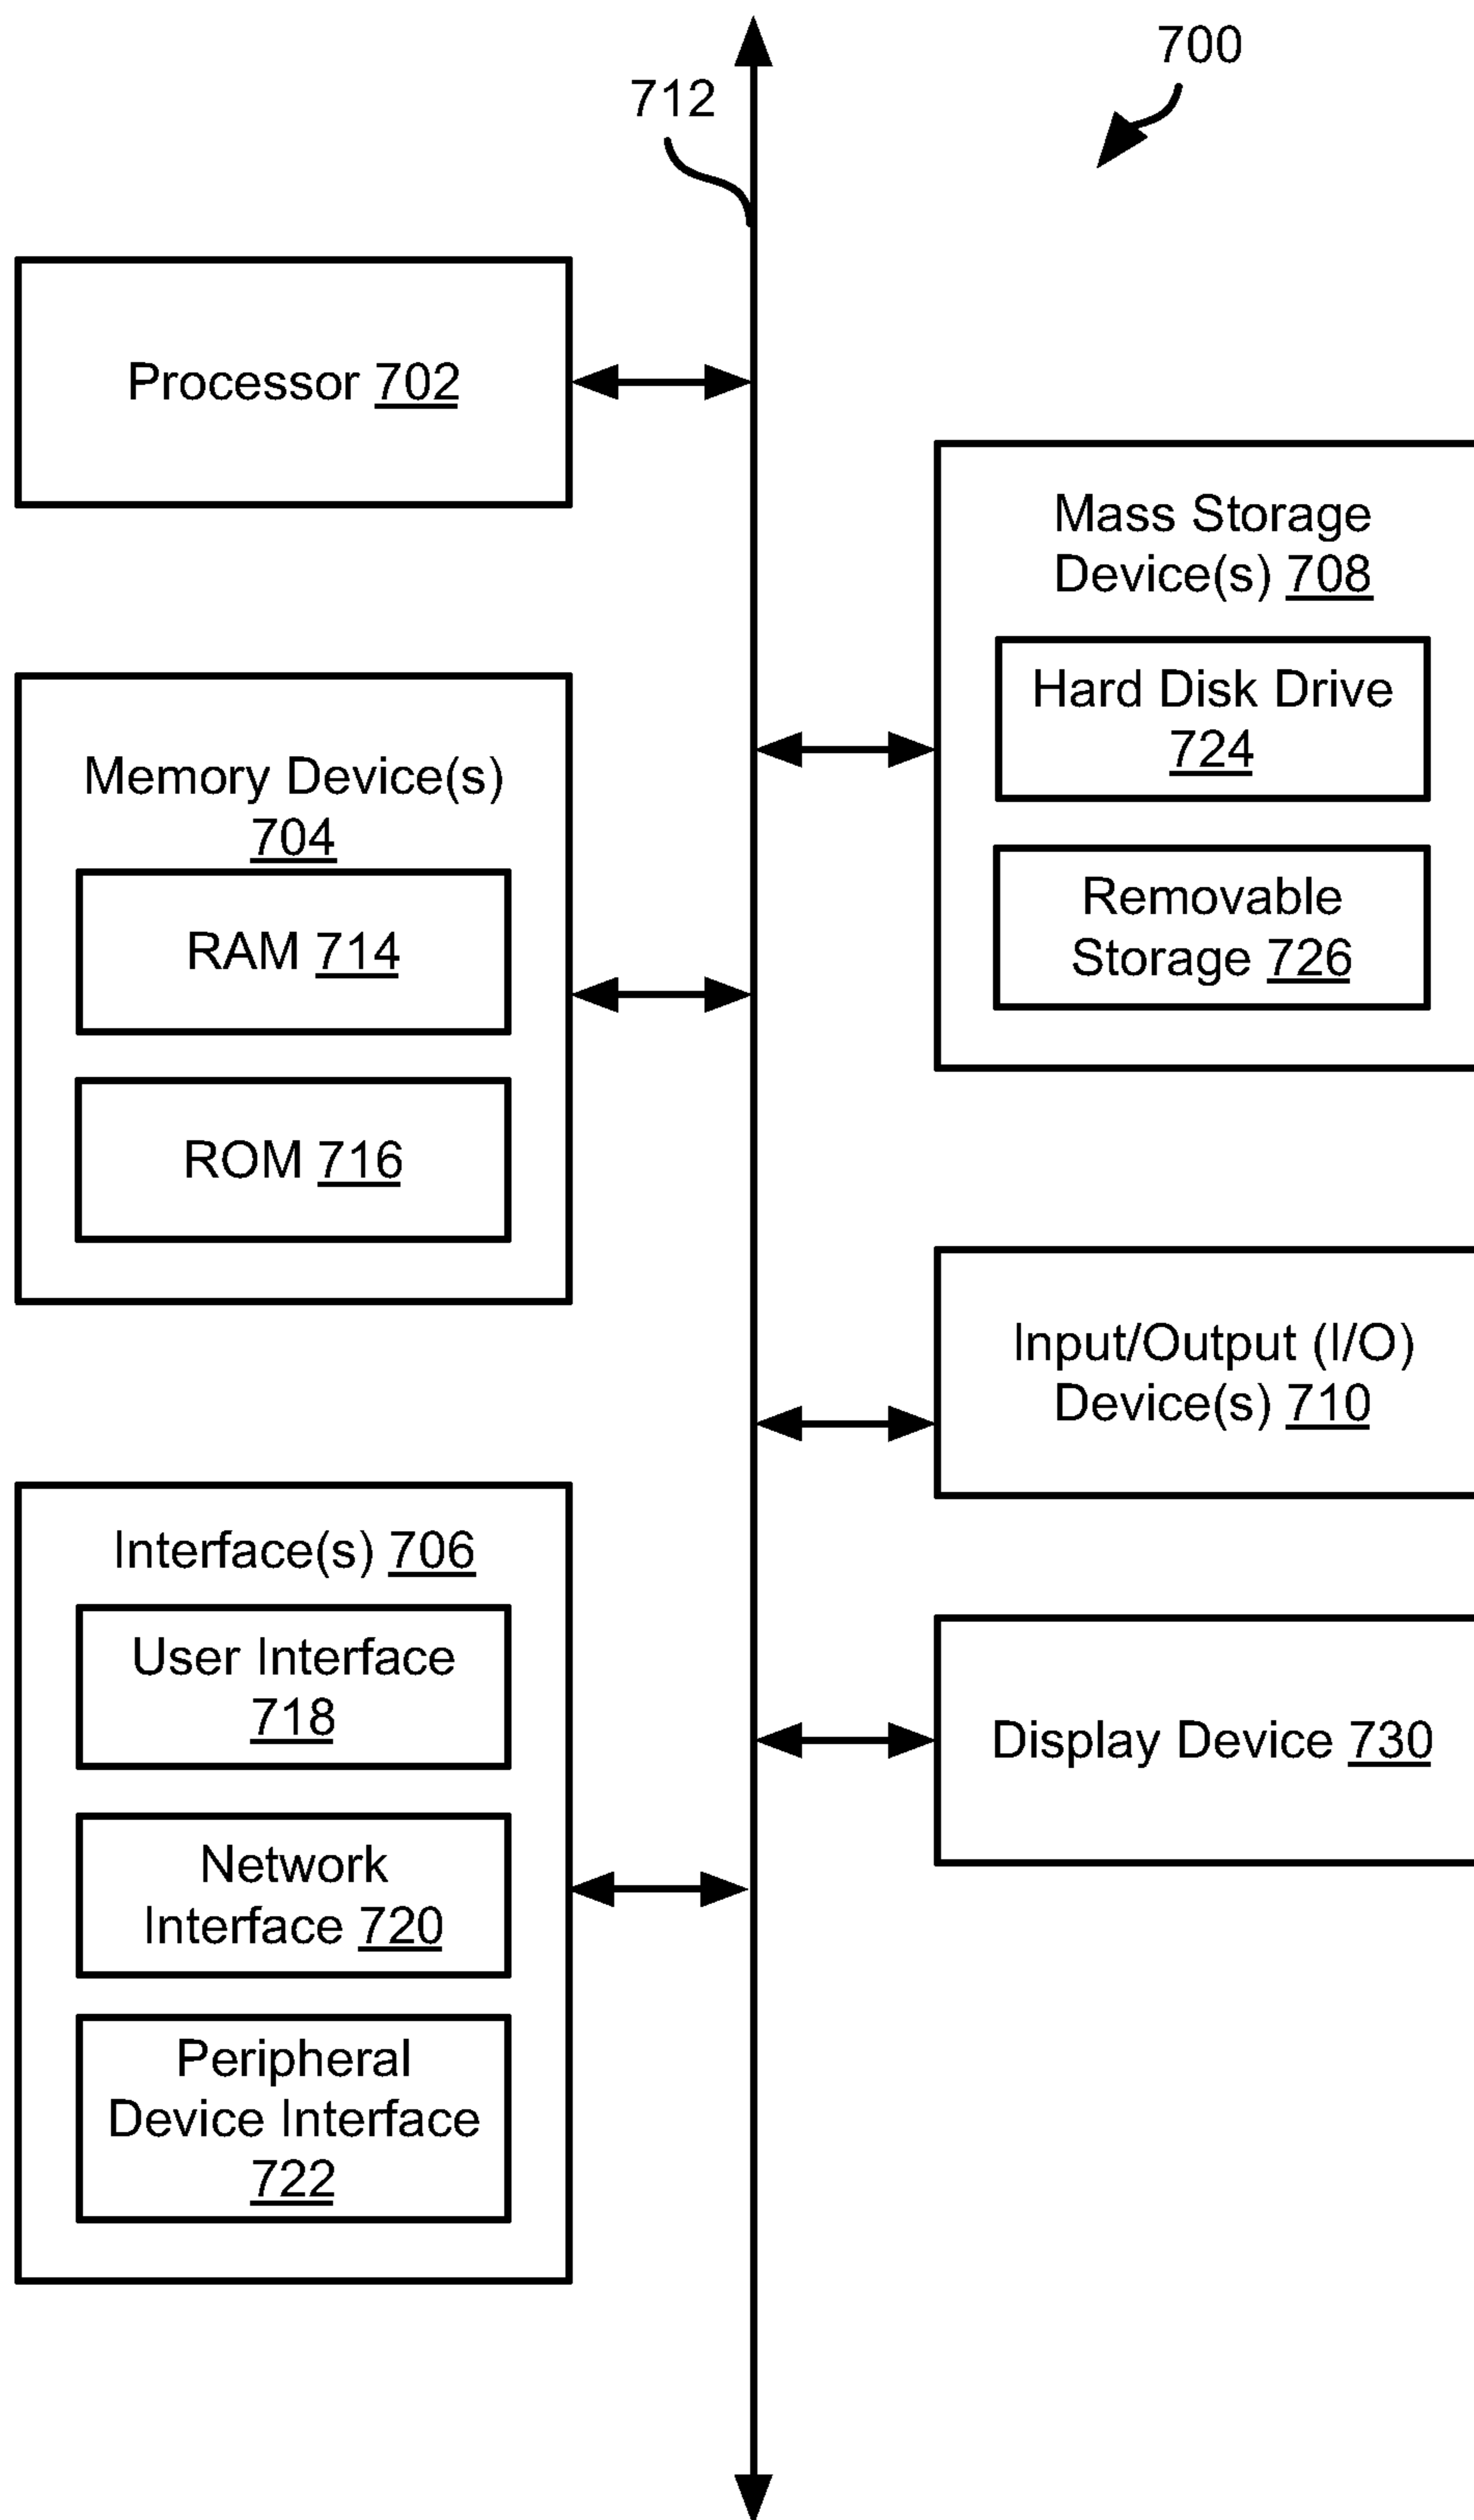 700
712
Processor 702
Mass Storage
Device(s) 708
Hard Disk Drive
724
Removable
Storage 726
Memory Device(s)
704
RAM 714
ROM 716
Input/Output (I/O)
Device(s) 710
Interface(s) 706
User Interface
718
Network
Interface 720
Peripheral
Device Interface
722
Display Device 730